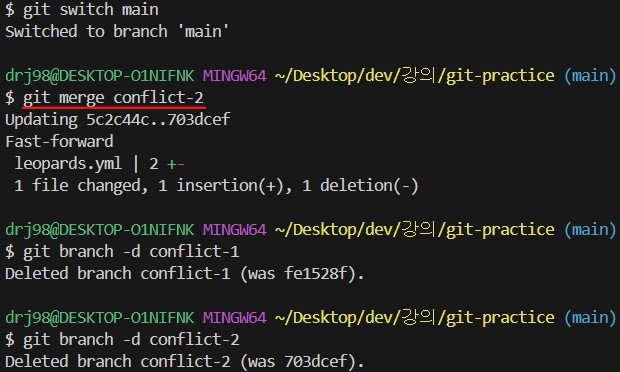 $ git switch main
Switched to branch 'main'
drj98@DESKTOP-O1NIFNK MINGW64 ~/Desktop/dev/강의/git-practice (main)
$ git merge conflict-2
Updating 5c2c44c..703dcef
Fast-forward
 leopards.yml | 2 +-
 1 file changed, 1 insertion(+), 1 deletion(-)
drj98@DESKTOP-O1NIFNK MINGW64 ~/Desktop/dev/강의/git-practice (main)
$ git branch -d conflict-1
Deleted branch conflict-1 (was fe1528f).
drj98@DESKTOP-O1NIFNK MINGW64 ~/Desktop/dev/강의/git-practice (main)
$ git branch -d conflict-2
Deleted branch conflict-2 (was 703dcef).